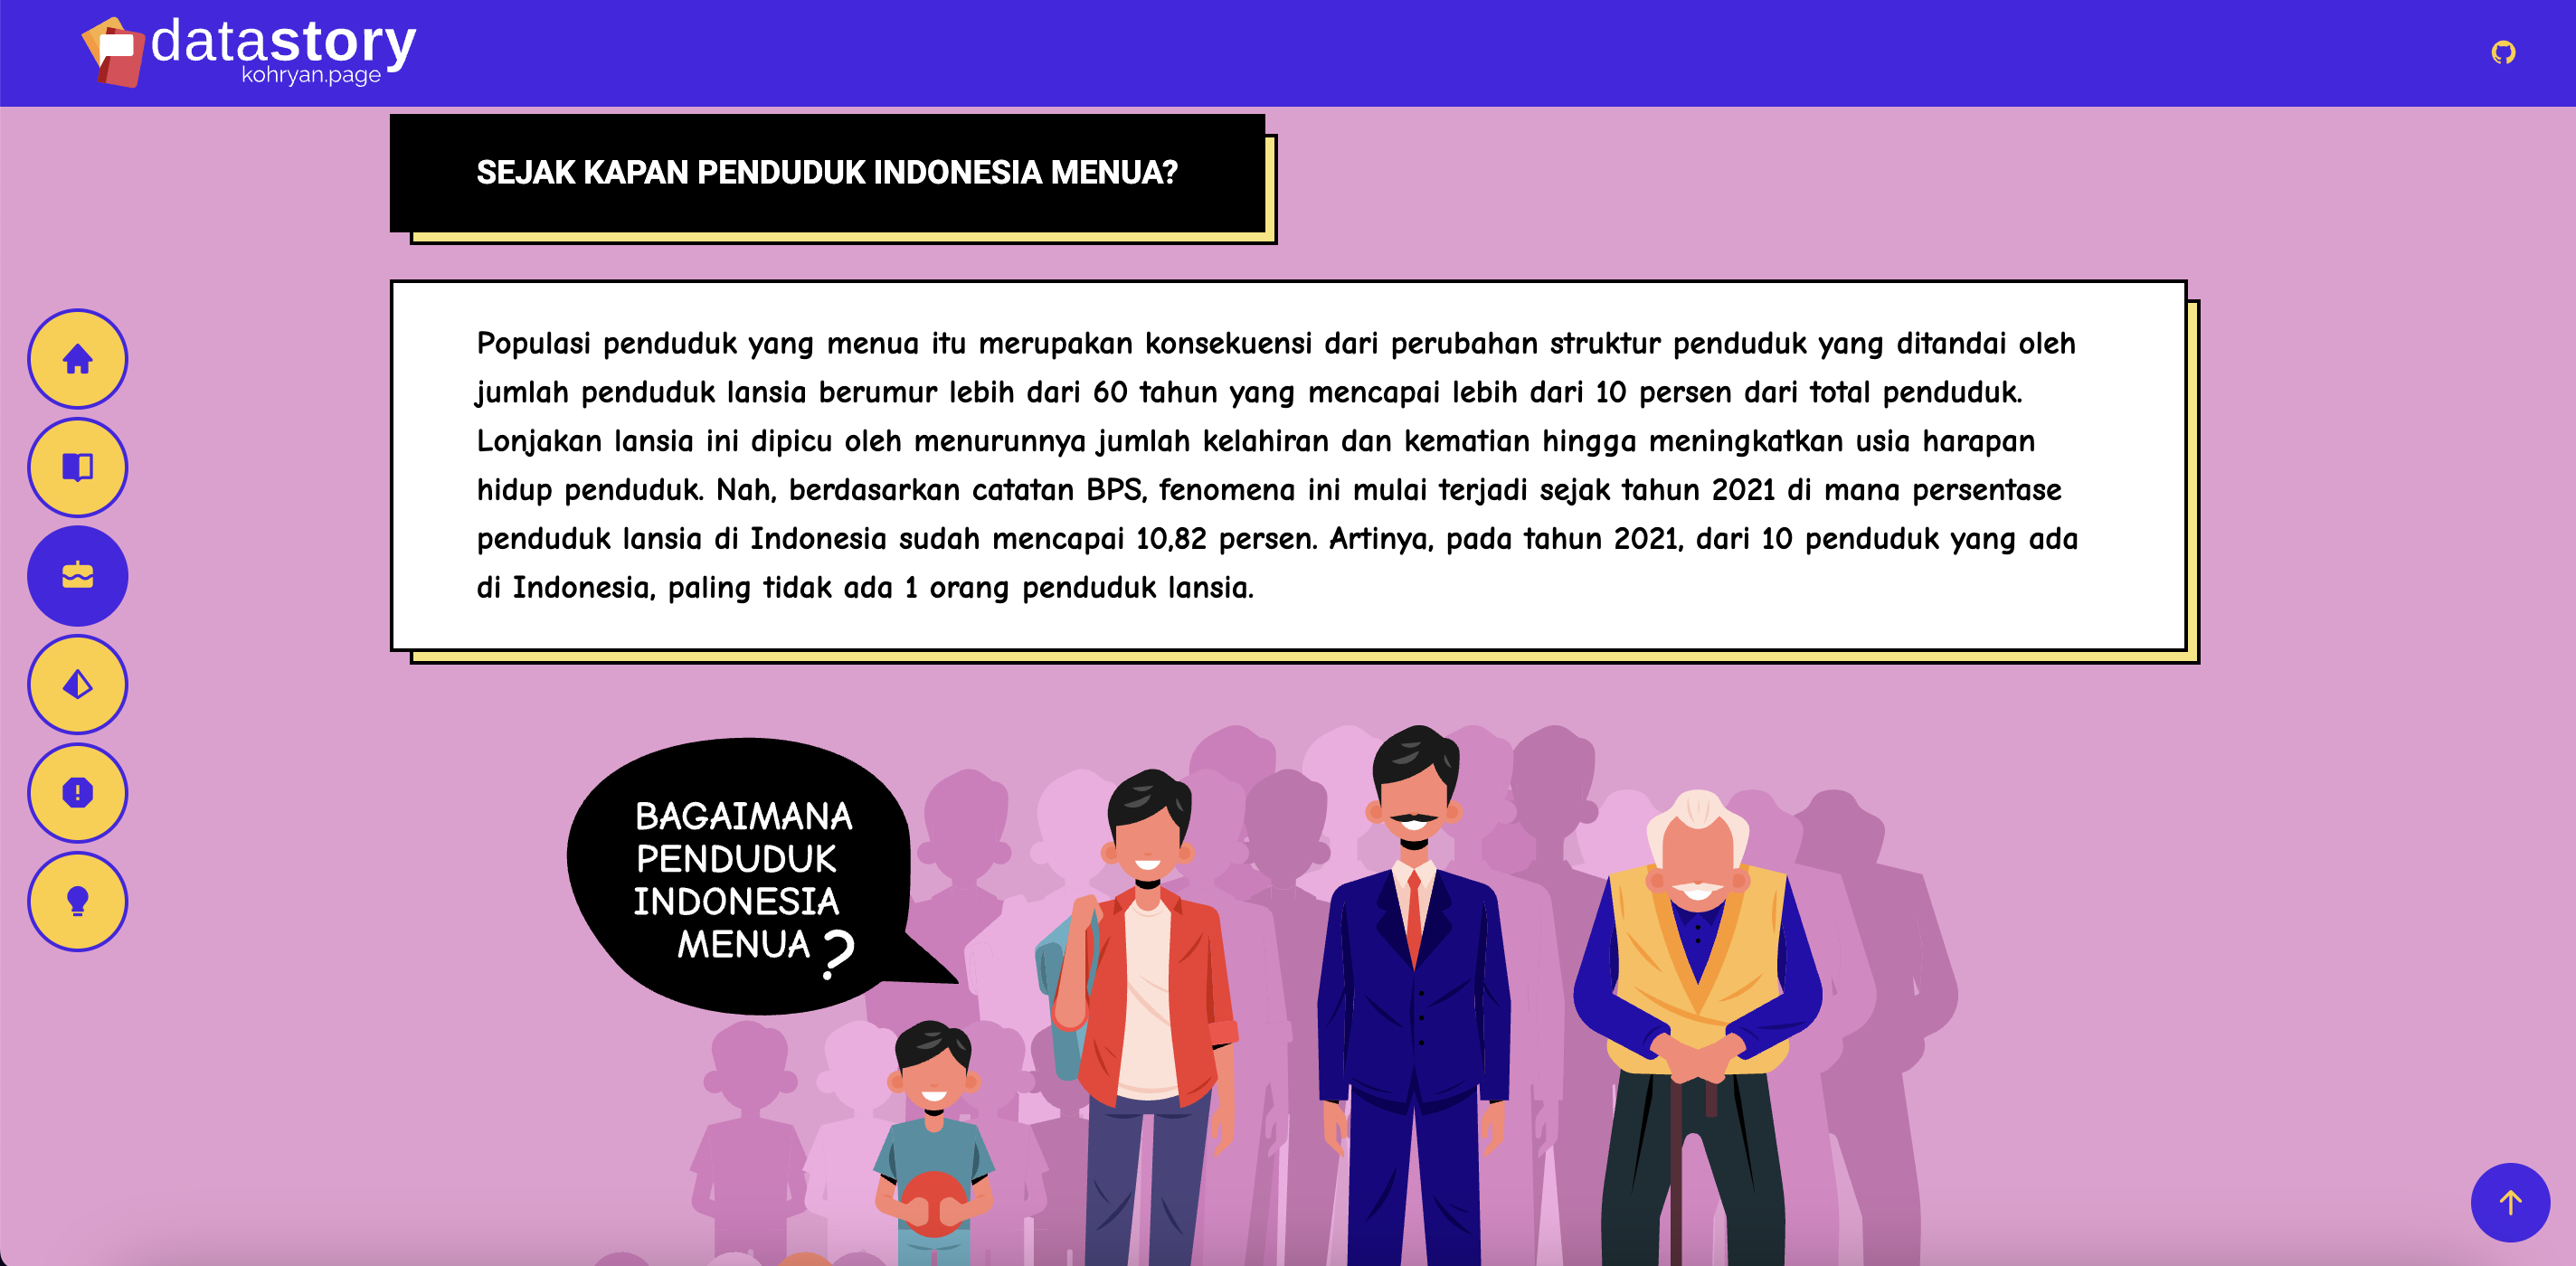 datastory
kohryan.page
SEJAK KAPAN PENDUDUK INDONESIA MENUA?
Populasi penduduk yang menua itu merupakan konsekuensi dari perubahan struktur penduduk yang ditandai oleh
jumlah penduduk lansia berumur lebih dari 60 tahun yang mencapai lebih dari 10 persen dari total penduduk.
Lonjakan lansia ini dipicu oleh menurunnya jumlah kelahiran dan kematian hingga meningkatkan usia harapan
hidup penduduk. Nah, berdasarkan catatan BPS, fenomena ini mulai terjadi sejak tahun 2021 di mana persentase
penduduk lansia di Indonesia sudah mencapai 10,82 persen. Artinya, pada tahun 2021, dari 10 penduduk yang ada
di Indonesia, paling tidak ada 1 orang penduduk lansia.
BAGAIMANA
PENDUDUK
INDONESIA
MENUA ?